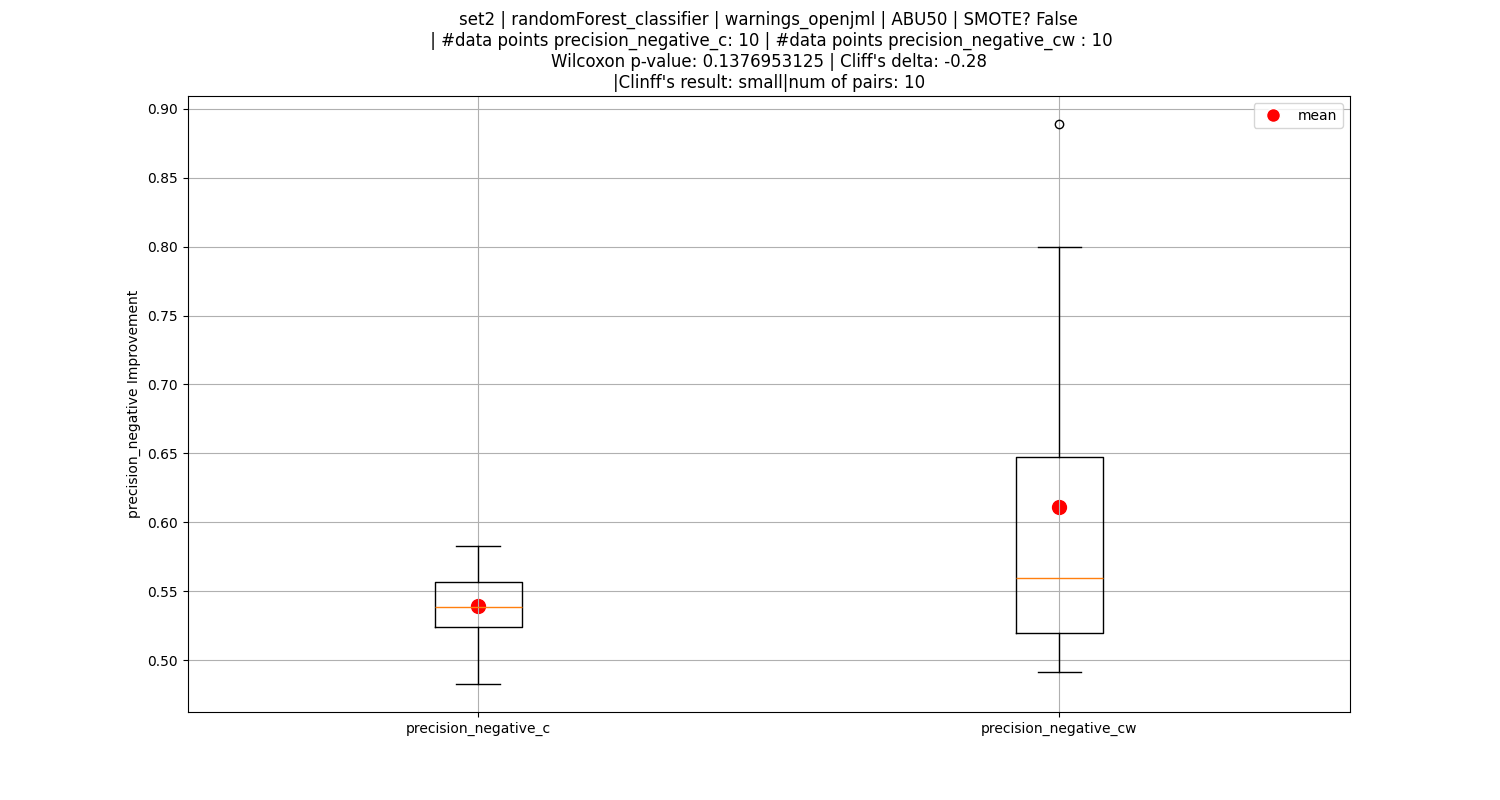 set2 | randomForest_classifier | warnings_openjml | ABU50 | SMOTE? False
| #data points precision_negative_c: 10 | #data points precision_negative_cw : 10
Wilcoxon p-value: 0.1376953125 | Cliff's delta: -0.28
|Clinff's result: small|num of pairs: 10
mean
precision_negative Improvement
0.90
0.85
0.80
0.75
0.70
0.65
0.60
0.55
0.50
precision_negative_c
precision_negative_cw